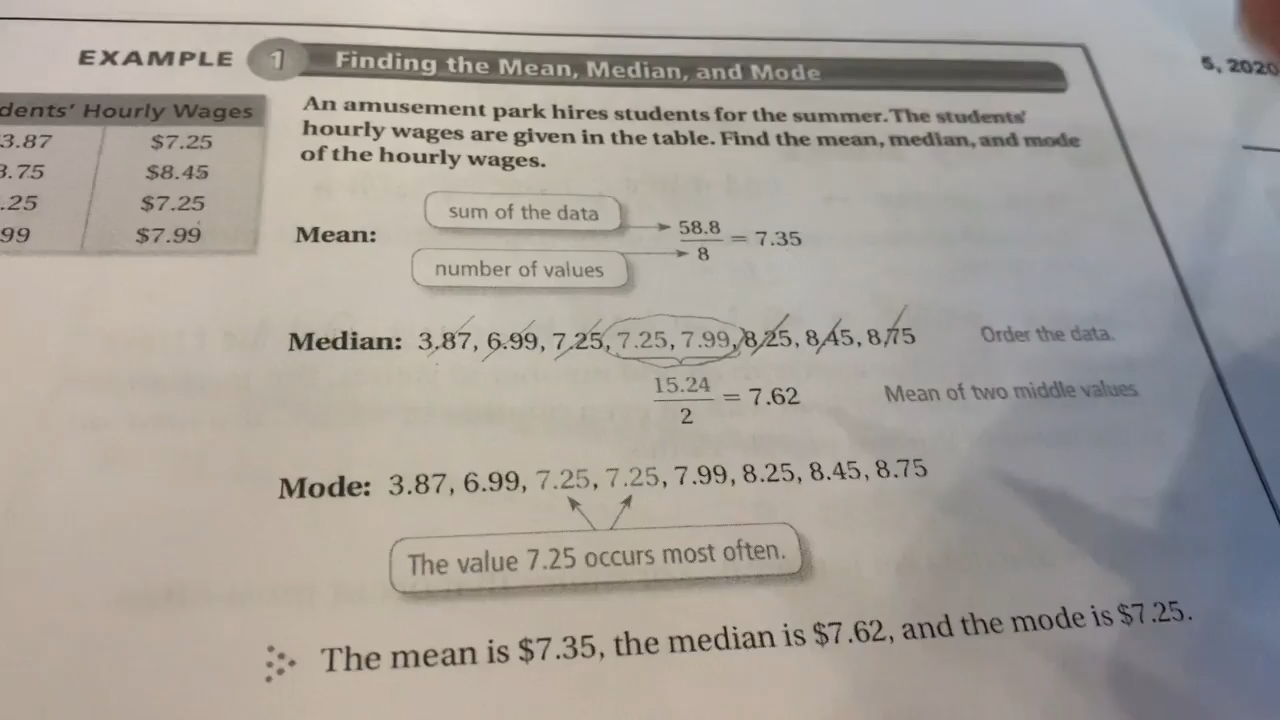 EXAMPLE 1 Finding the Mean, Median, and Mode
5, 2020
dents' Hourly Wages
3.87 $7.25
8.75 $8.45
.25 $7.25
99 $7.99
An amusement park hires students for the summer. The students'
hourly wages are given in the table. Find the mean, median, and mode
of the hourly wages.
Mean:
sum of the data
number of values
58.8
8
= 7.35
Median: 3.87, 6.99, 7.25, 7.25, 7.99, 8.25, 8.45, 8.75 Order the data.
15.24
2
= 7.62 Mean of two middle values
Mode: 3.87, 6.99, 7.25, 7.25, 7.99, 8.25, 8.45, 8.75
The value 7.25 occurs most often.
The mean is $7.35, the median is $7.62, and the mode is $7.25.